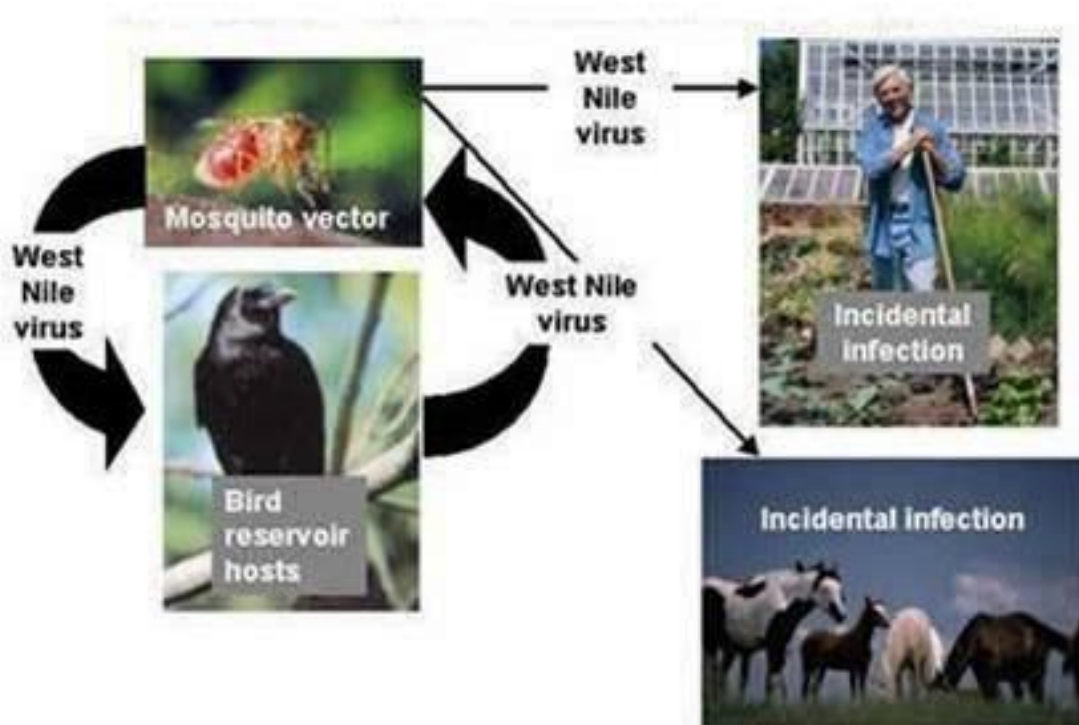 West
Nile
virus
Mosquito vector
West
Nile
virus
West Nile
virus
Incidental
infection
Bird
reservoir
hosts
Incidental infection